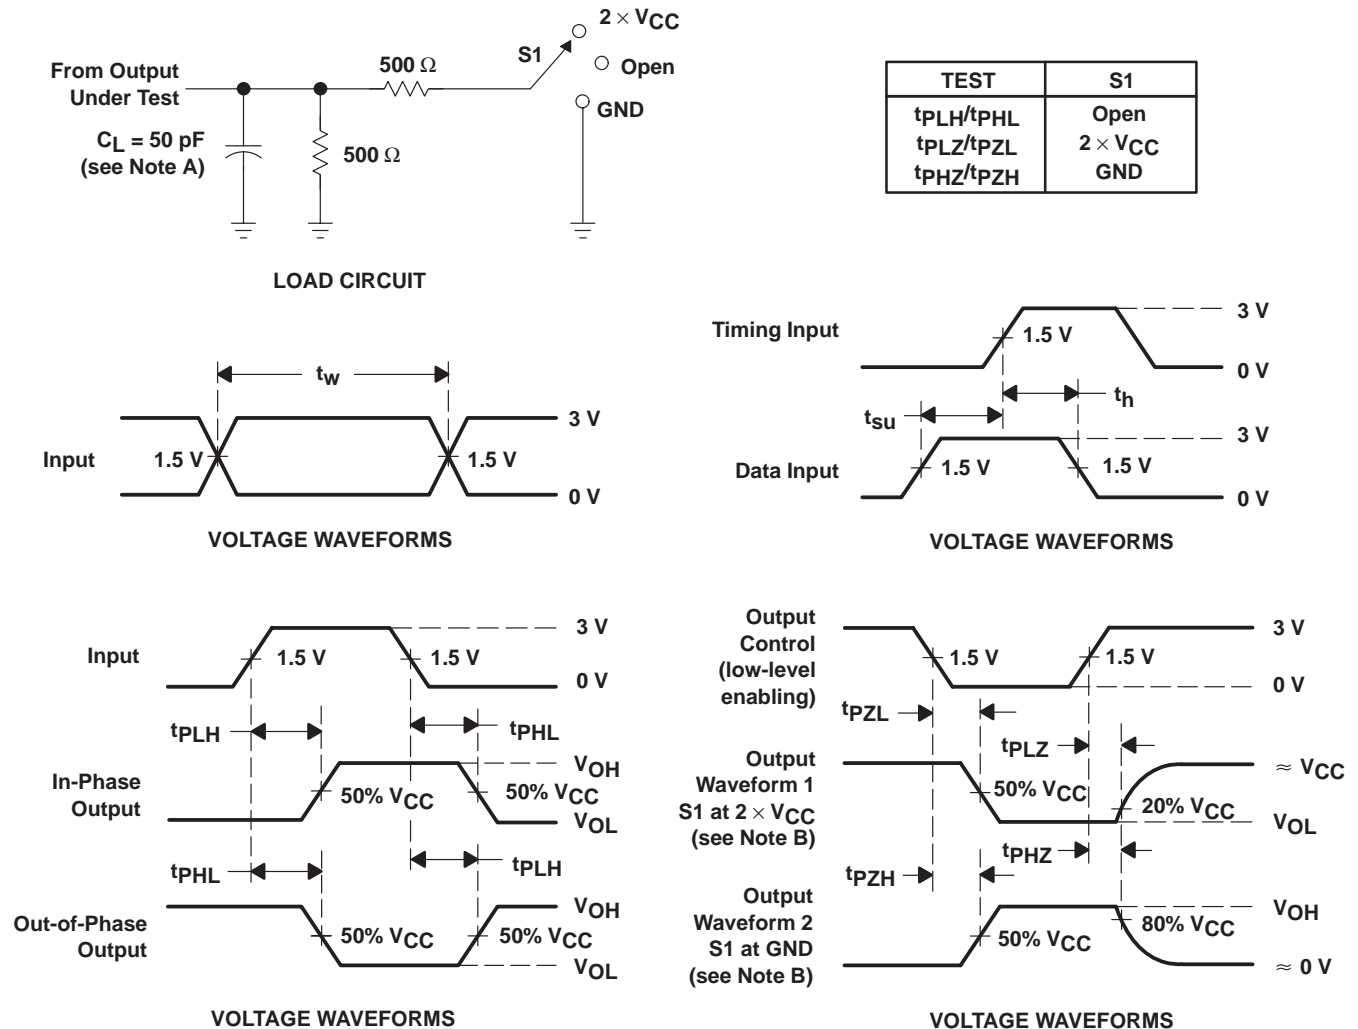 2 × VCC
S1
Open
GND
From Output
Under Test
500 Ω
CL = 50 pF
(see Note A)
500 Ω
LOAD CIRCUIT
TEST S1
tPLH/tPHL Open
tPLZ/tPZL 2 × VCC
tPHZ/tPZH GND
tw
3 V
Input 1.5 V 1.5 V
0 V
VOLTAGE WAVEFORMS
3 V
Timing Input 1.5 V
0 V
th
tsu
3 V
Data Input 1.5 V 1.5 V
0 V
VOLTAGE WAVEFORMS
3 V
Input 1.5 V 1.5 V
0 V
tPLH tPHL
VOH
In-Phase
Output
50% VCC 50% VCC
VOL
tPHL tPLH
VOH
Out-of-Phase
Output
50% VCC 50% VCC
VOL
VOLTAGE WAVEFORMS
Output
Control
(low-level
enabling)
3 V
1.5 V 1.5 V
0 V
tPZL
tPLZ
Output
Waveform 1
S1 at 2 × VCC
(see Note B)
≈ VCC
50% VCC 20% VCC
VOL
tPHZ
tPZH
Output
Waveform 2
S1 at GND
(see Note B)
VOH
50% VCC 80% VCC
≈ 0 V
VOLTAGE WAVEFORMS